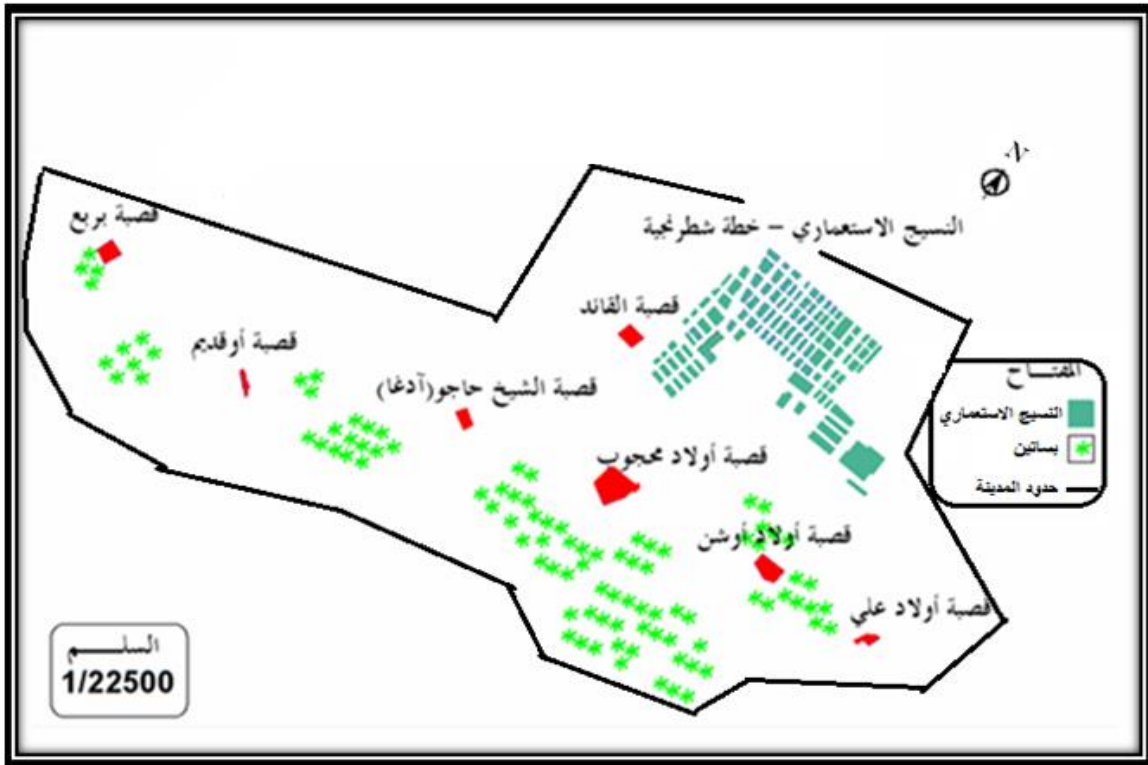 N
النسيج الاستعماري – خطة شطرنجية
قصبة بربع
قصبة القائد
قصبة أوقديم
قصبة الشيخ حاجو(آدغا)
قصبة أولاد محجوب
قصبة أولاد أوشن
قصبة أولاد علي
المفتاح
النسيج الاستعماري
بساتين
حدود المدينة
السلم
1/22500